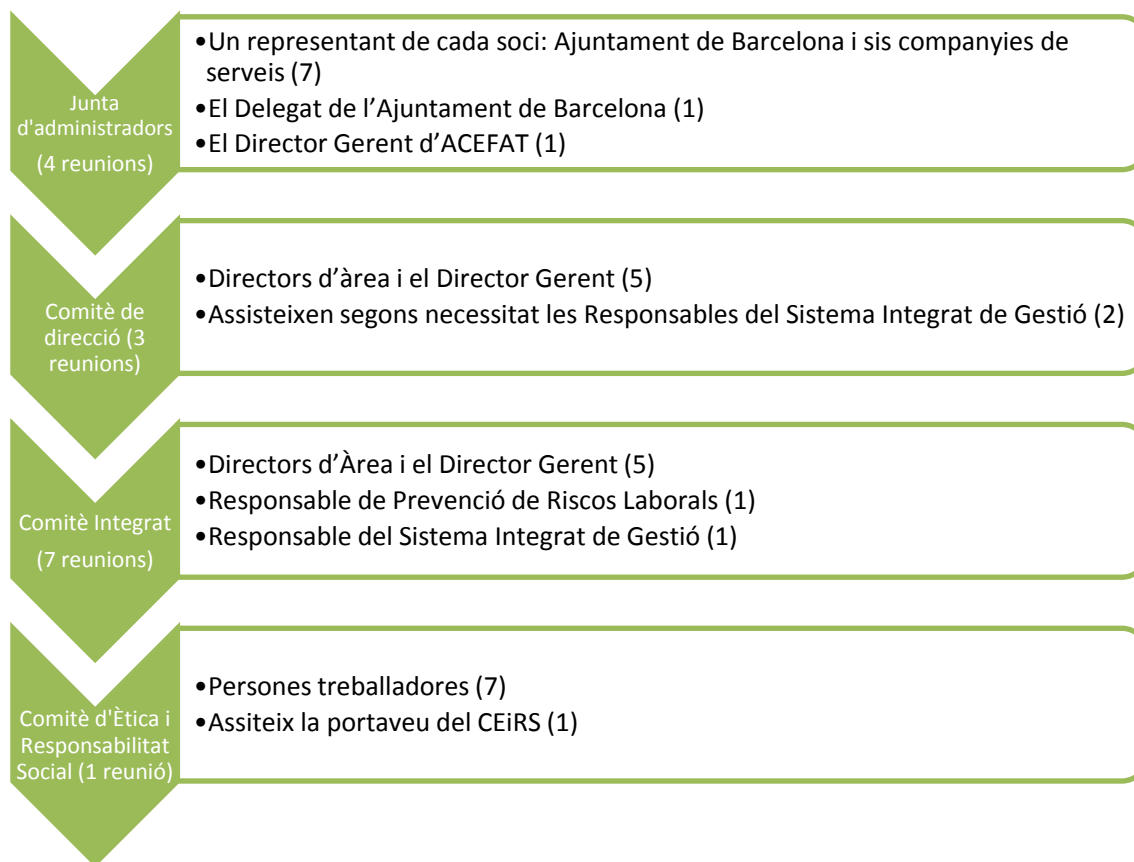 Junta
d'administradors
(4 reunions)
•Un representant de cada soci: Ajuntament de Barcelona i sis companyies de
serveis (7)
•El Delegat de l’Ajuntament de Barcelona (1)
•El Director Gerent d’ACEFAT (1)
Comitè de
direcció (3
reunions)
•Directors d’àrea i el Director Gerent (5)
•Assisteixen segons necessitat les Responsables del Sistema Integrat de Gestió (2)
Comitè Integrat
(7 reunions)
•Directors d’Àrea i el Director Gerent (5)
•Responsable de Prevenció de Riscos Laborals (1)
•Responsable del Sistema Integrat de Gestió (1)
Comitè d'Ètica i
Responsabilitat
Social (1 reunió)
•Persones treballadores (7)
•Assiteix la portaveu del CEiRS (1)